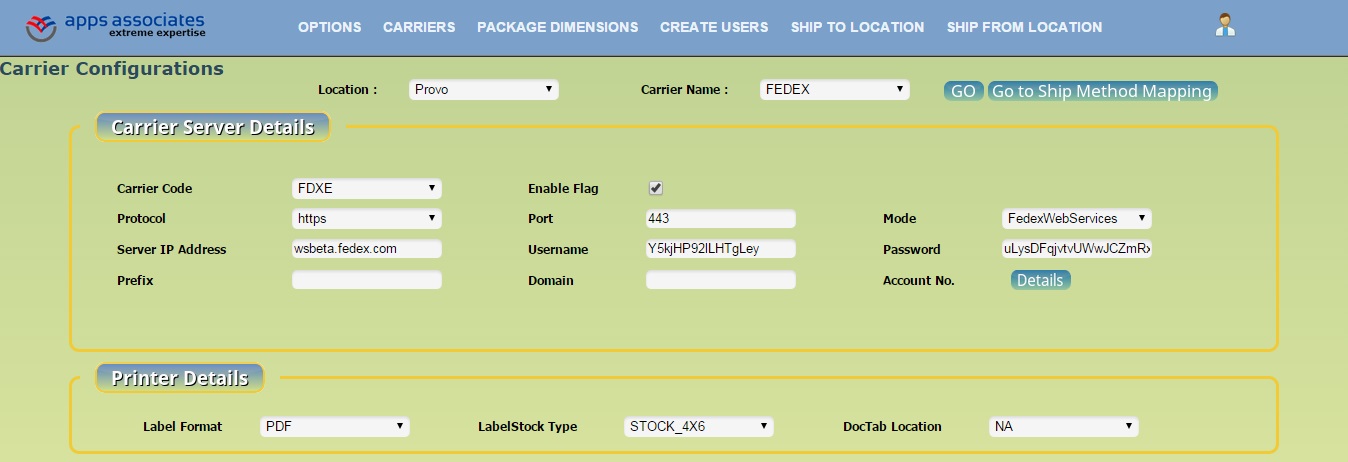 apps associates
extreme expertise
OPTIONS CARRIERS PACKAGE DIMENSIONS CREATE USERS SHIP TO LOCATION SHIP FROM LOCATION
Carrier Configurations
Location : Provo Carrier Name : FEDEX GO Go to Ship Method Mapping
Carrier Server Details
Carrier Code FDXE Enable Flag
Protocol https Port 443 Mode FedexWebServices
Server IP Address wsbeta.fedex.com Username Password
Prefix Domain Account No. Details
Printer Details
Label Format PDF LabelStock Type STOCK_4X6 DocTab Location NA